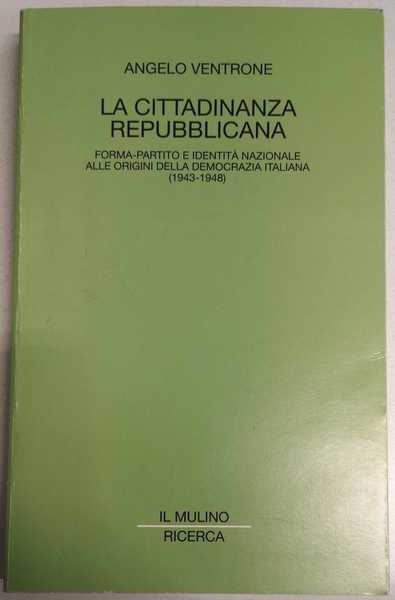 ANGELO VENTRONE
LA CITTADINANZA
REPUBBLICANA
FORMA-PARTITO E IDENTITÀ NAZIONALE
ALLE ORIGINI DELLA DEMOCRAZIA ITALIANA
(1943-1948)
IL MULINO
RICERCA